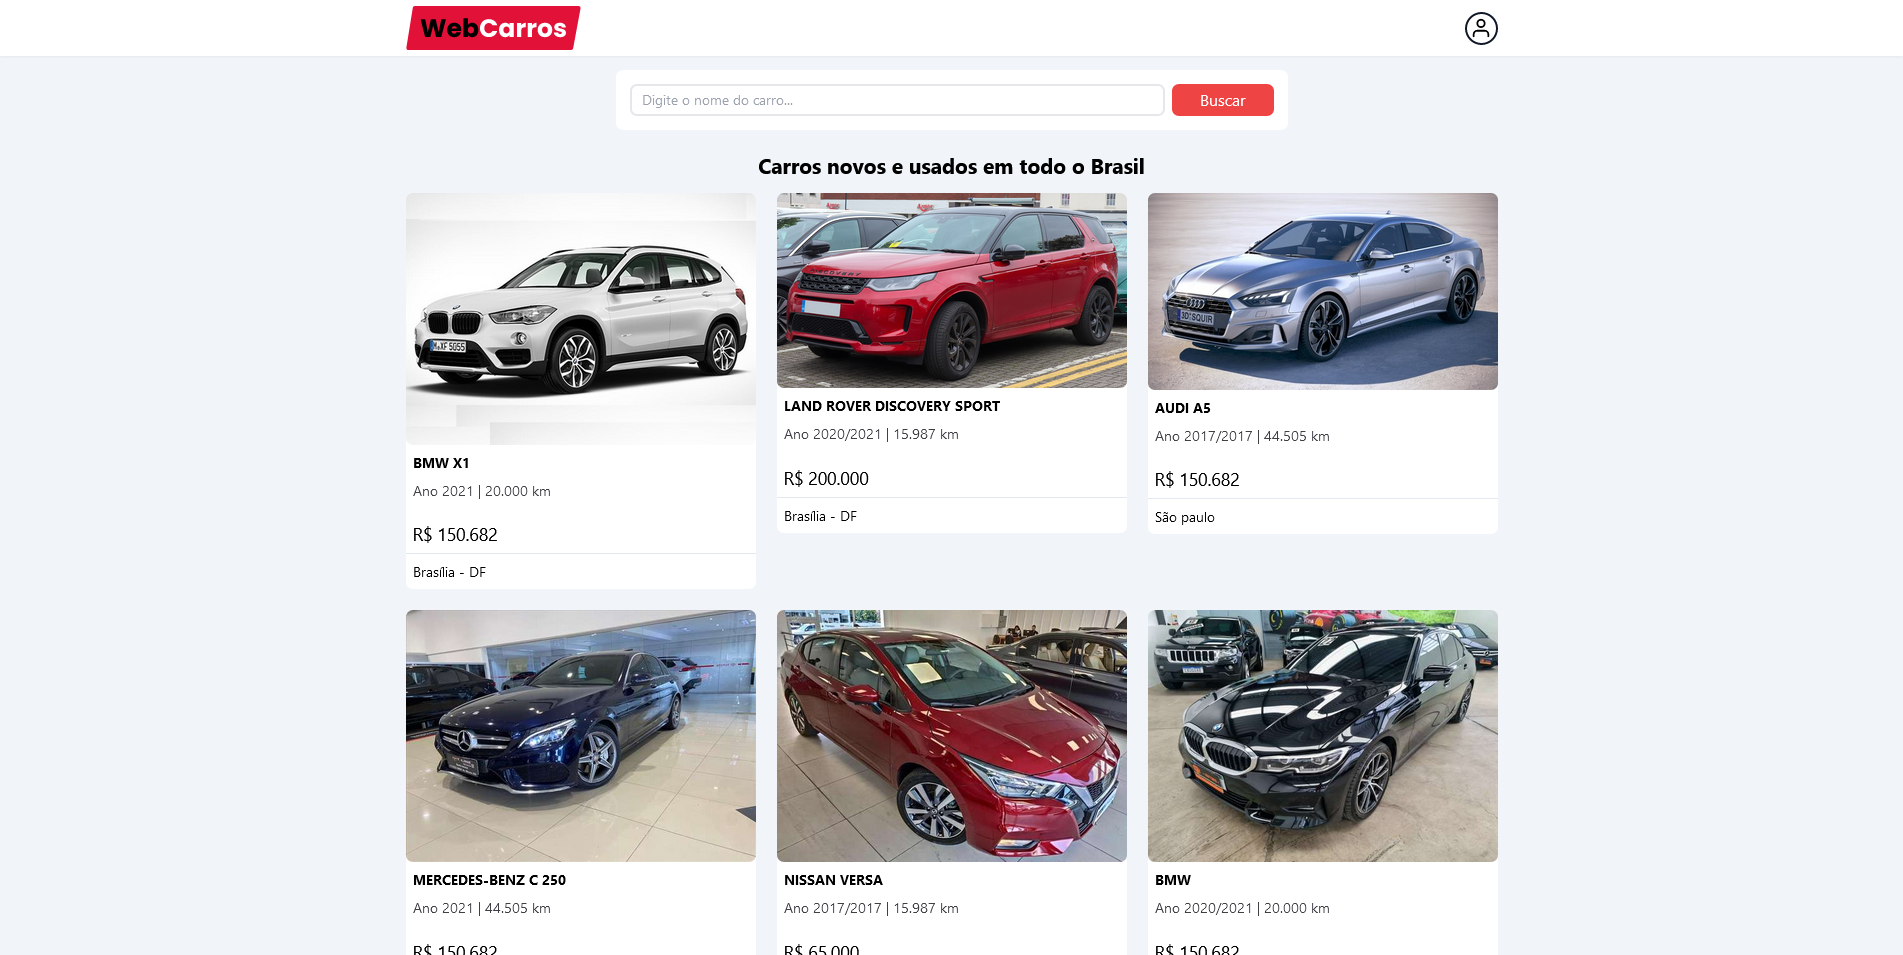 WebCarros
Digite o nome do carro...
Buscar
Carros novos e usados em todo o Brasil
BMW X1
Ano 2021 | 20.000 km
R$ 150.682
Brasília - DF
DISCOVERY
LAND ROVER DISCOVERY SPORT
Ano 2020/2021 | 15.987 km
R$ 200.000
Brasília - DF
3D SQUIR
AUDI A5
Ano 2017/2017 | 44.505 km
R$ 150.682
São paulo
MERCEDES-BENZ C 250
Ano 2021 | 44.505 km
R$ 150.682
NISSAN VERSA
Ano 2017/2017 | 15.987 km
R$ 65.000
BMW
Ano 2020/2021 | 20.000 km
R$ 150.682